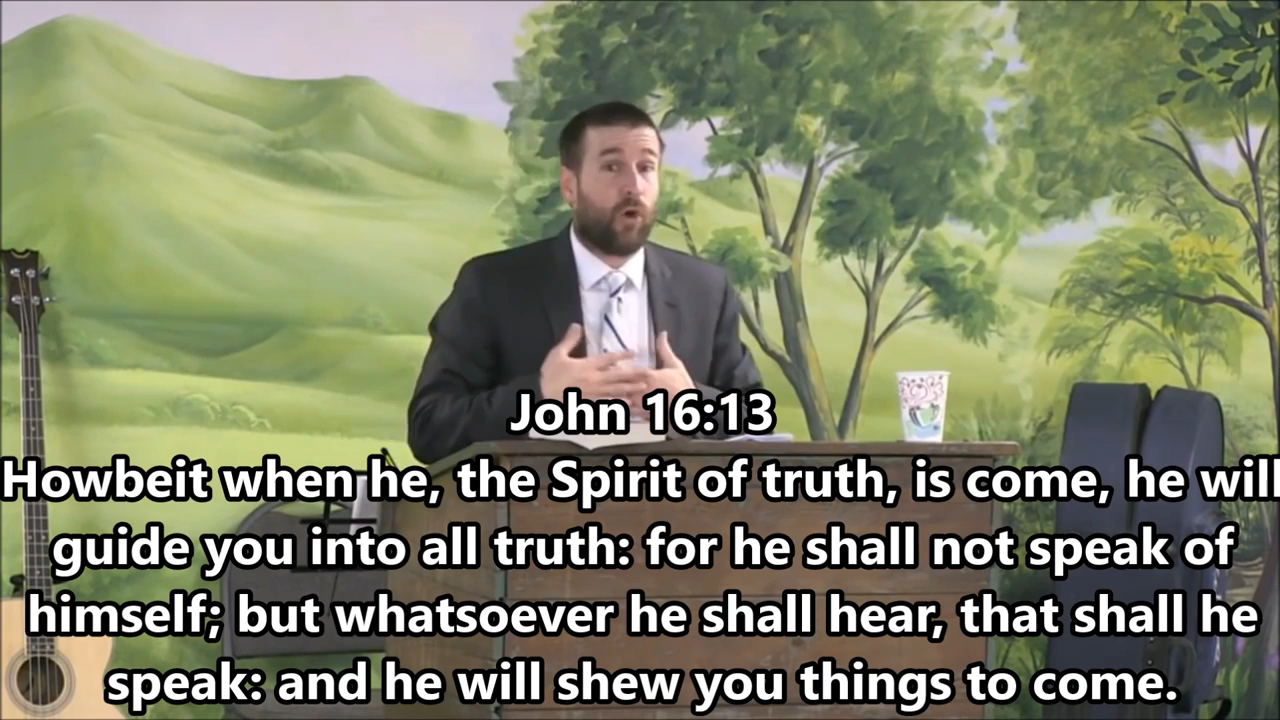 John 16:13
Howbeit when he, the Spirit of truth, is come, he will
guide you into all truth: for he shall not speak of
himself; but whatsoever he shall hear, that shall he
speak: and he will shew you things to come.